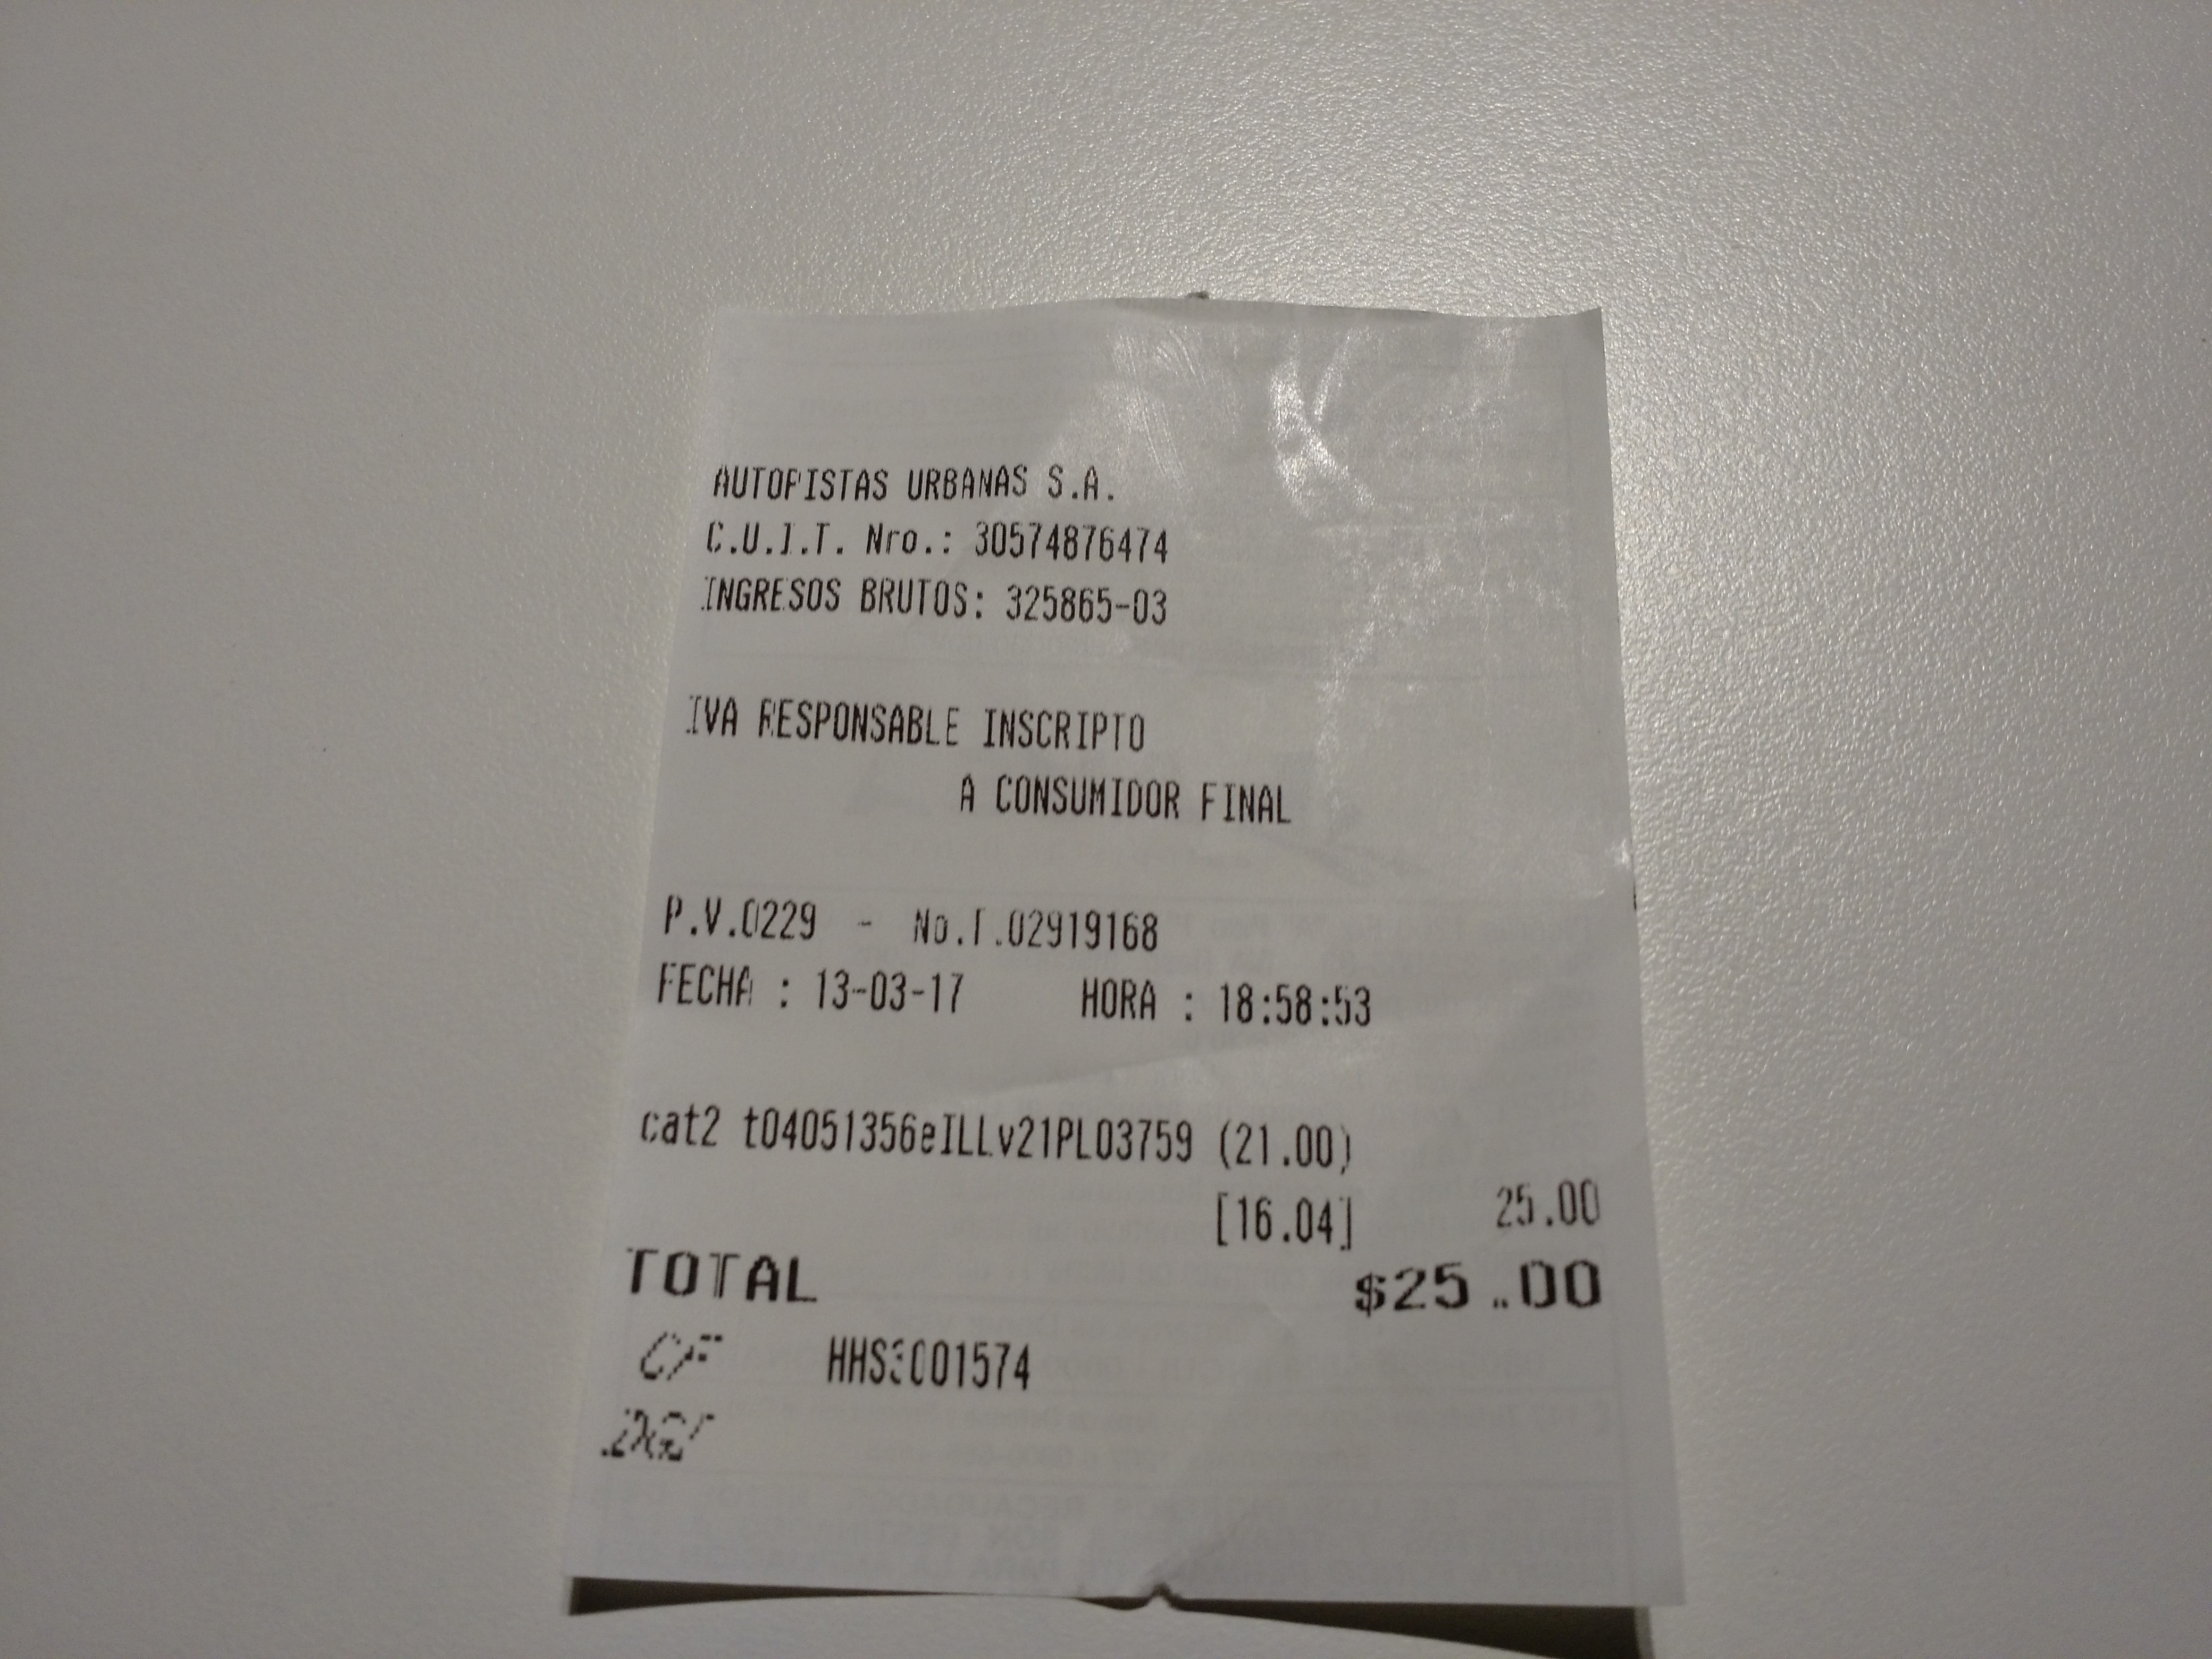 AUTOPISTAS URBANAS S.A.
C.U.I.T. Nro.: 30574876474
INGRESOS BRUTOS: 325865-03
IVA RESPONSABLE INSCRIPTO
A CONSUMIDOR FINAL
P.V.0229 - No.T.02919168
FECHA : 13-03-17 HORA : 18:58:53
cat2 t04051356eILLv21PL03759 (21.00)
[16.04] 25.00
TOTAL $25.00
CF HHS3001574
DGI